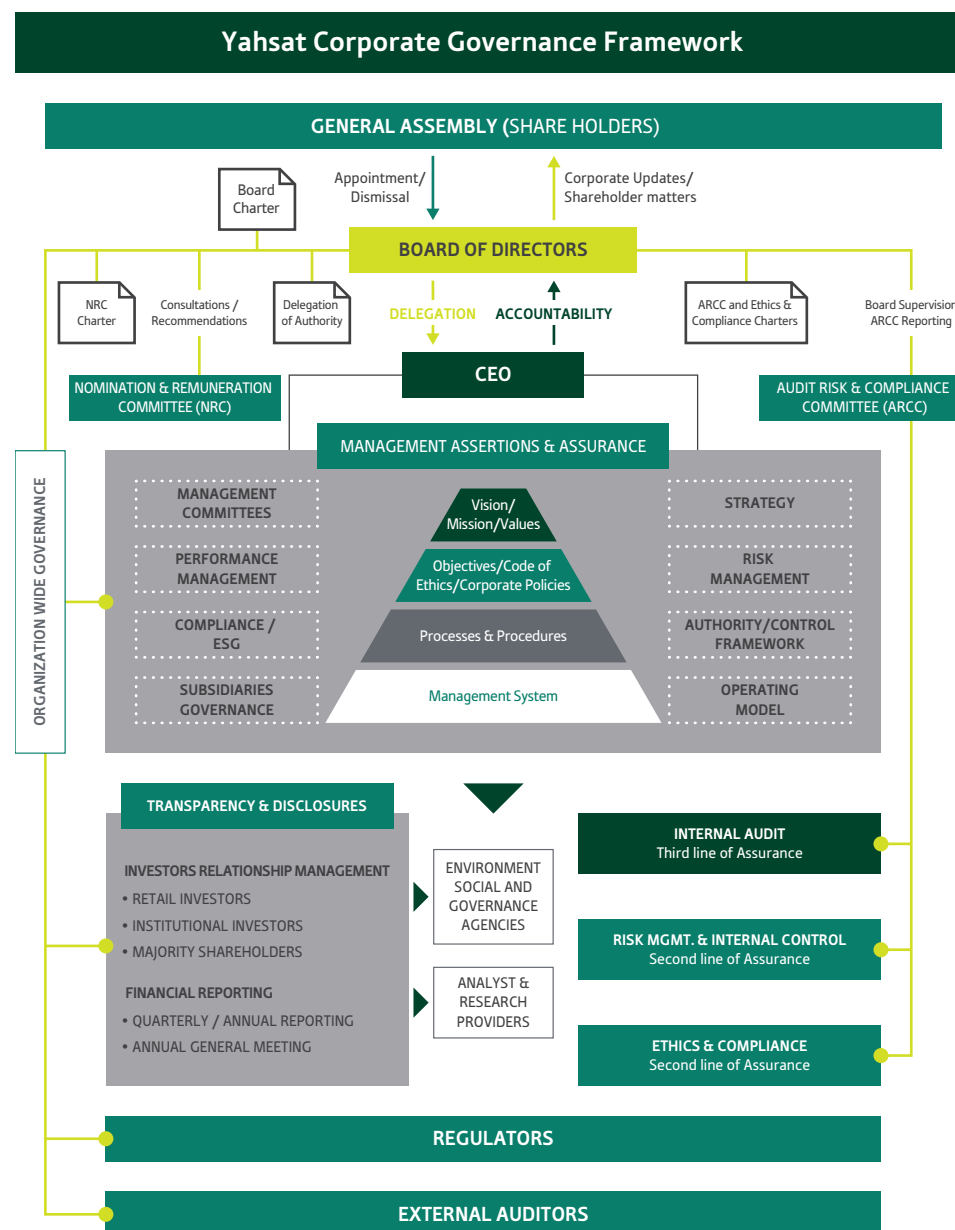 Yahsat Corporate Governance Framework
GENERAL ASSEMBLY (SHARE HOLDERS)
Appointment/
Dismissal
Corporate Updates/
Shareholder matters
Board
Charter
BOARD OF DIRECTORS
NRC
Charter
Consultations /
Recommendations
Delegation
of Authority
DELEGATION
ACCOUNTABILITY
ARCC and Ethics &
Compliance Charters
Board Supervision
ARCC Reporting
CEO
NOMINATION & REMUNERATION
COMMITTEE (NRC)
AUDIT RISK & COMPLIANCE
COMMITTEE (ARCC)
MANAGEMENT ASSERTIONS & ASSURANCE
ORGANIZATION WIDE GOVERNANCE
MANAGEMENT
COMMITTEES
PERFORMANCE
MANAGEMENT
COMPLIANCE /
ESG
SUBSIDIARIES
GOVERNANCE
Vision/
Mission/Values
Objectives/Code of
Ethics/Corporate Policies
Processes & Procedures
Management System
STRATEGY
RISK
MANAGEMENT
AUTHORITY/CONTROL
FRAMEWORK
OPERATING
MODEL
TRANSPARENCY & DISCLOSURES
INVESTORS RELATIONSHIP MANAGEMENT
• RETAIL INVESTORS
• INSTITUTIONAL INVESTORS
• MAJORITY SHAREHOLDERS
FINANCIAL REPORTING
• QUARTERLY / ANNUAL REPORTING
• ANNUAL GENERAL MEETING
ENVIRONMENT
SOCIAL AND
GOVERNANCE
AGENCIES
ANALYST &
RESEARCH
PROVIDERS
INTERNAL AUDIT
Third line of Assurance
RISK MGMT. & INTERNAL CONTROL
Second line of Assurance
ETHICS & COMPLIANCE
Second line of Assurance
REGULATORS
EXTERNAL AUDITORS